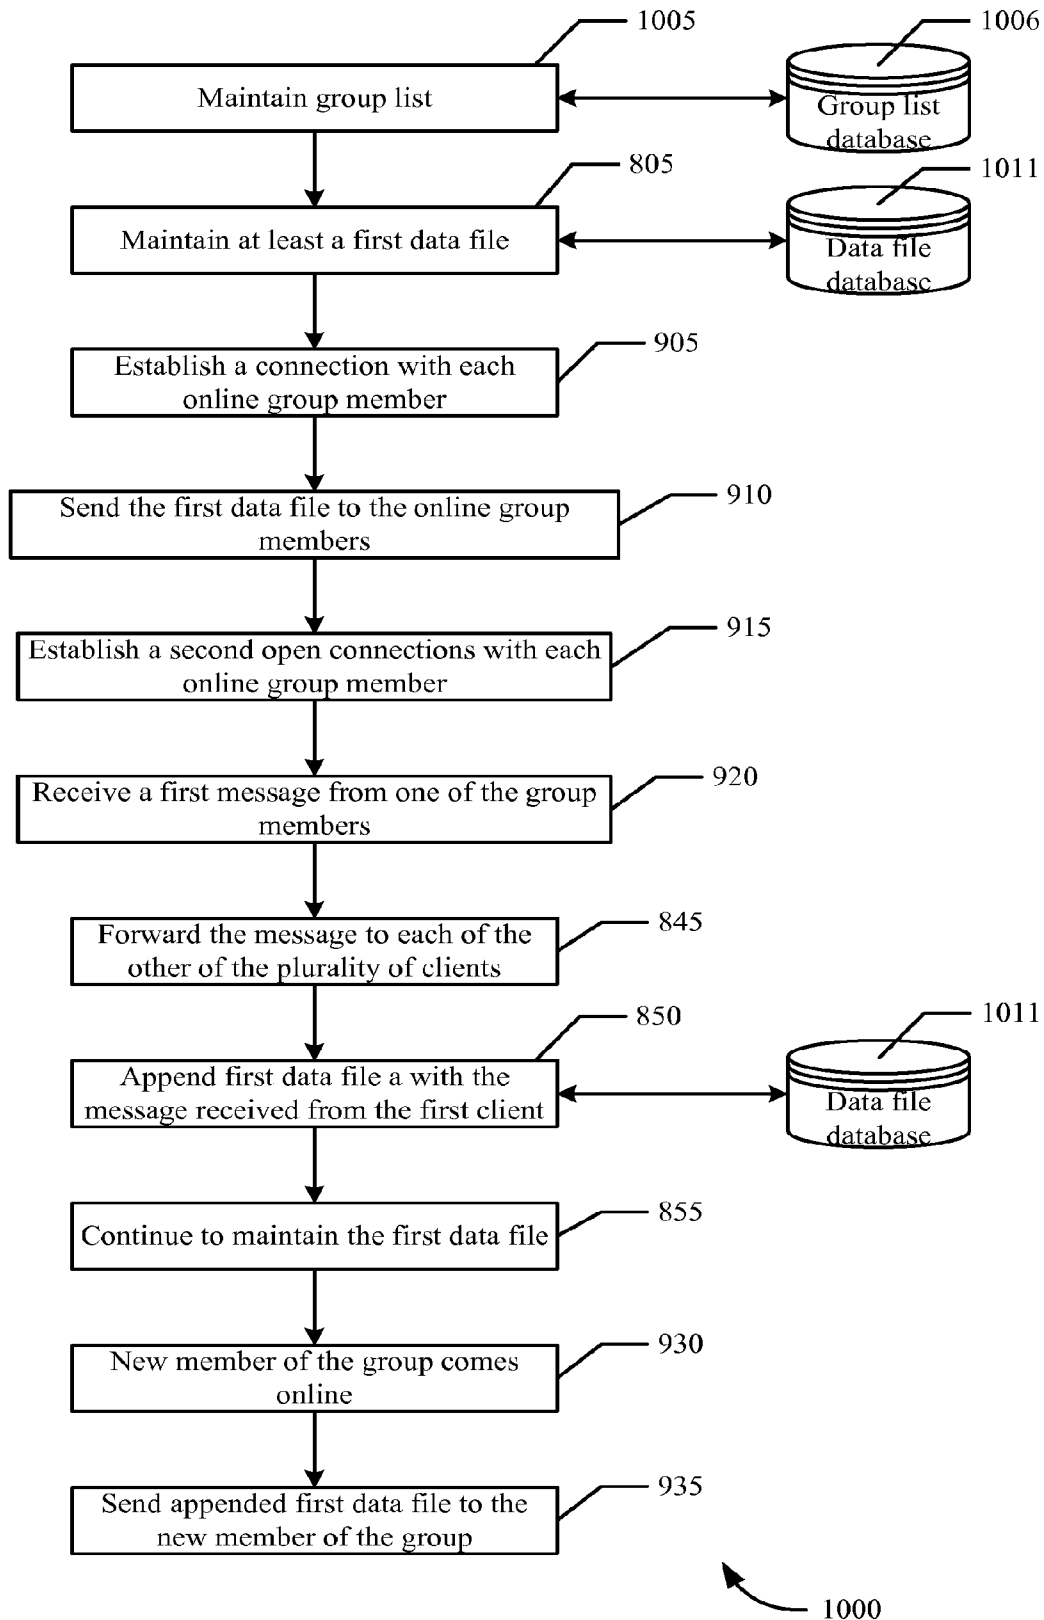 1005
1006
Maintain group list
Group list
database
805
1011
Maintain at least a first data file
Data file
database
905
Establish a connection with each
online group member
910
Send the first data file to the online group
members
915
Establish a second open connections with each
online group member
920
Receive a first message from one of the group
members
845
Forward the message to each of the
other of the plurality of clients
850
1011
Append first data file a with the
message received from the first client
Data file
database
855
Continue to maintain the first data file
930
New member of the group comes
online
935
Send appended first data file to the
new member of the group
1000